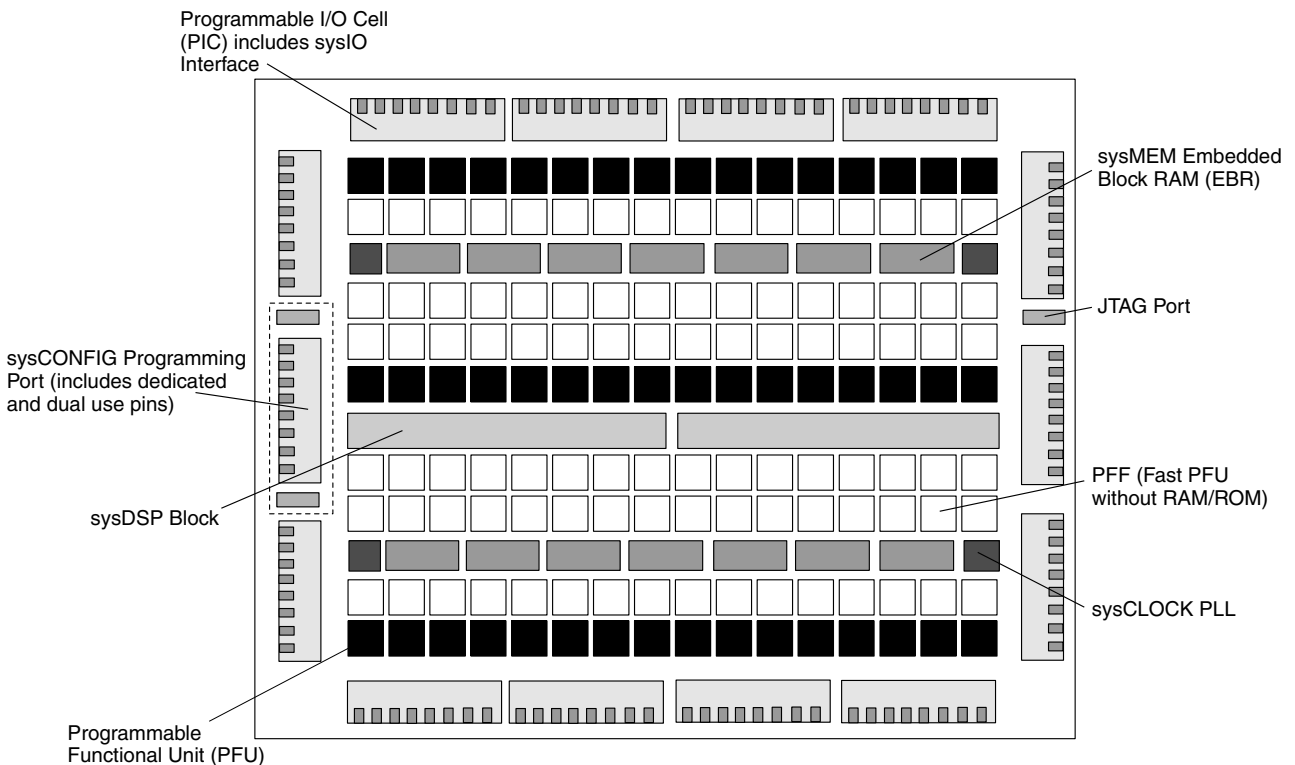 Programmable I/O Cell
(PIC) includes sysIO
Interface
sysMEM Embedded
Block RAM (EBR)
JTAG Port
sysCONFIG Programming
Port (includes dedicated
and dual use pins)
PFF (Fast PFU
without RAM/ROM)
sysDSP Block
sysCLOCK PLL
Programmable
Functional Unit (PFU)